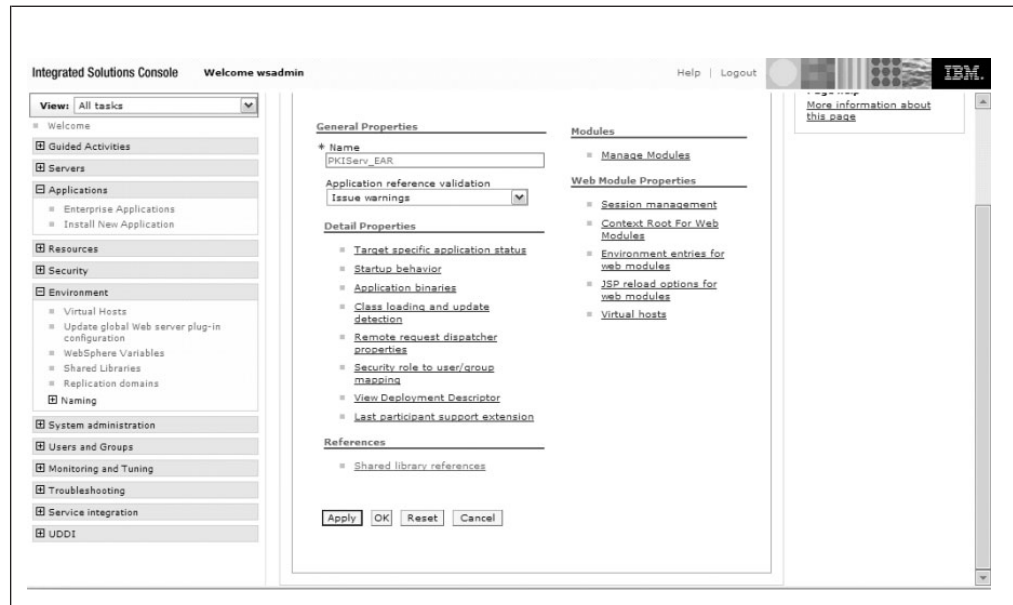 Integrated Solutions Console Welcome wsadmin
Help | Logout
IBM.
View: All tasks
Welcome
Guided Activities
Servers
Applications
Enterprise Applications
Install New Application
Resources
Security
Environment
Virtual Hosts
Update global Web server plug-in
configuration
WebSphere Variables
Shared Libraries
Replication domains
Naming
System administration
Users and Groups
Monitoring and Tuning
Troubleshooting
Service integration
UDDI
General Properties
* Name
PKIServ_EAR
Application reference validation
Issue warnings
Detail Properties
Target specific application status
Startup behavior
Application binaries
Class loading and update
detection
Remote request dispatcher
properties
Security role to user/group
mapping
View Deployment Descriptor
Last participant support extension
References
Shared library references
Apply OK Reset Cancel
Modules
Manage Modules
Web Module Properties
Session management
Context Root For Web
Modules
Environment entries for
web modules
JSP reload options for
web modules
Virtual hosts
More information about
this page